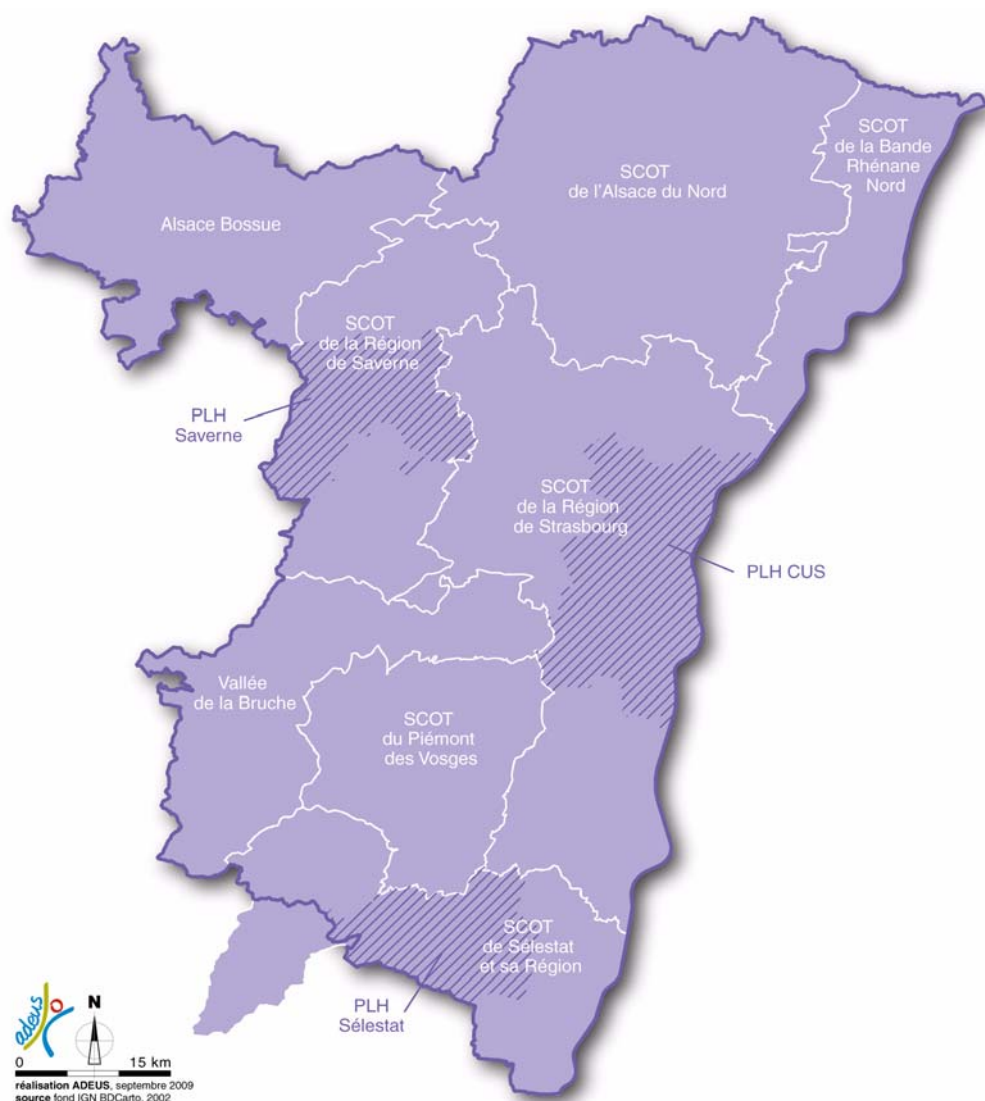 SCOT
de la Bande
Rhénane
Nord
SCOT
de l'Alsace du Nord
Alsace Bossue
SCOT
de la Région
de Saverne
PLH
Saverne
SCOT
de la Région
de Strasbourg
PLH CUS
Vallée
de la Bruche
SCOT
du Piémont
des Vosges
SCOT
de Sélestat
et sa Région
PLH
Sélestat
adeus
N
0 15 km
réalisation ADEUS, septembre 2009
source fond IGN BDCarto, 2002